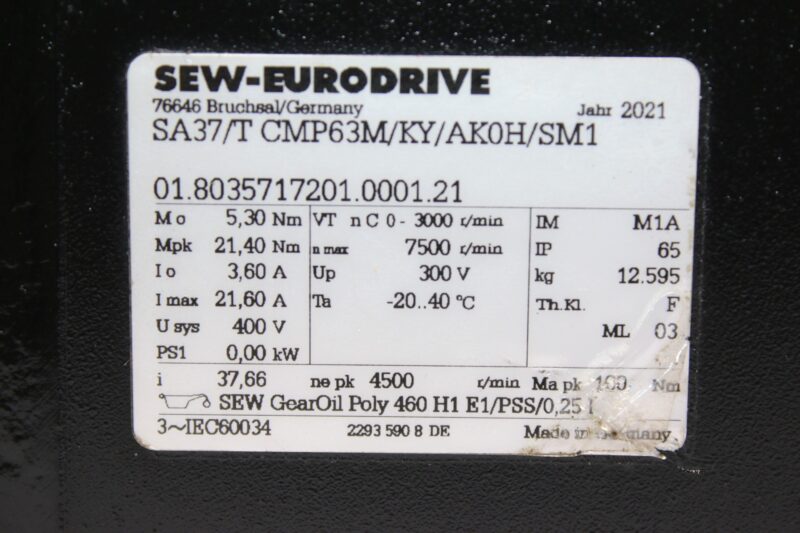 SEW-EURODRIVE
76646 Bruchsal/Germany Jahr 2021
SA37/T CMP63M/KY/AK0H/SM1
01.8035717201.0001.21
Mo 5,30 Nm VT nC 0-3000 r/min IM M1A
Mpk 21,40 Nm n max 7500 r/min IP 65
Io 3,60 A Up 300 V kg 12.595
I max 21,60 A Ta -20..40 °C Th.Kl. F
U sys 400 V ML 03
PS1 0,00 kW
i 37,66 ne pk 4500 r/min Ma pk 100 Nm
SEW GearOil Poly 460 H1 E1/PSS/0,25 l
3~IEC60034 2293 590 8 DE Made in Germany